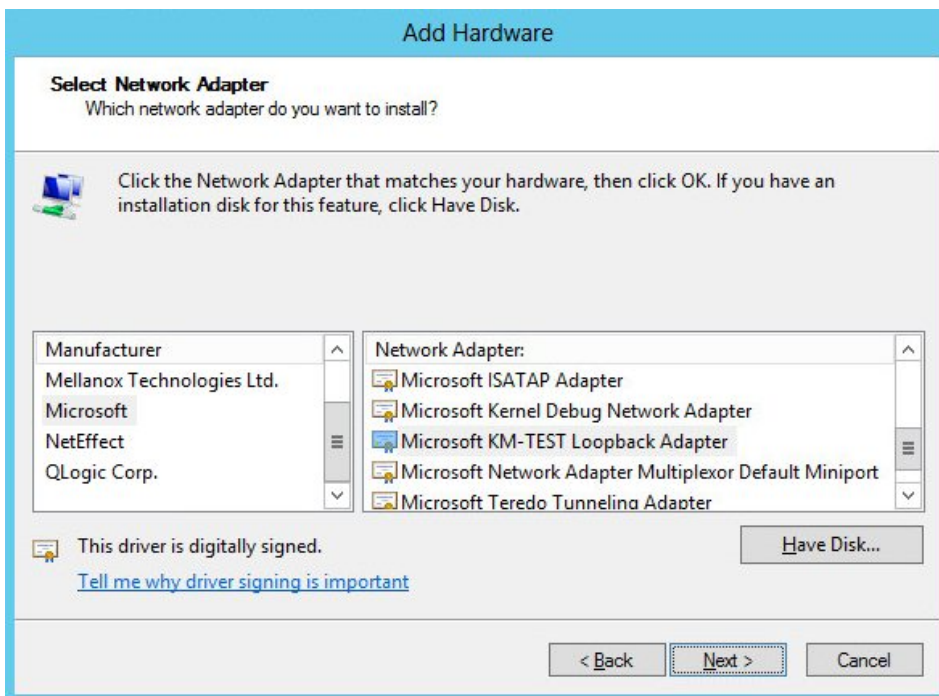 Add Hardware
Select Network Adapter
Which network adapter do you want to install?
Click the Network Adapter that matches your hardware, then click OK. If you have an
installation disk for this feature, click Have Disk.
Manufacturer
Mellanox Technologies Ltd.
Microsoft
NetEffect
QLogic Corp.
Network Adapter:
Microsoft ISATAP Adapter
Microsoft Kernel Debug Network Adapter
Microsoft KM-TEST Loopback Adapter
Microsoft Network Adapter Multiplexor Default Miniport
Microsoft Teredo Tunneling Adapter
This driver is digitally signed.
Tell me why driver signing is important
Have Disk...
< Back
Next >
Cancel